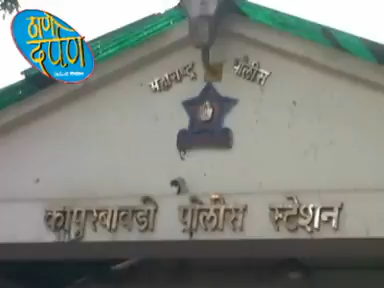 ठाणे
दर्पण
महाराष्ट्र पोलीस
कापुरबावडी पोलीस स्टेशन